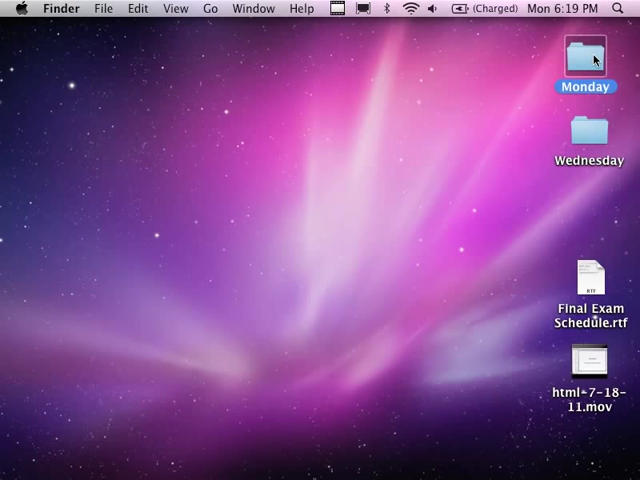 Finder File Edit View Go Window Help (Charged) Mon 6:19 PM
Monday
Wednesday
RTF
Final Exam
Schedule.rtf
html-7-18-
11.mov